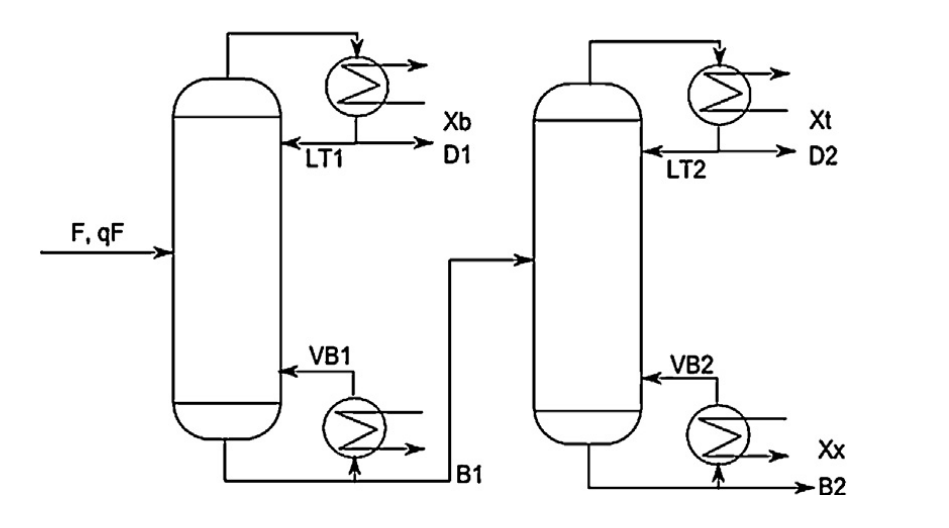 F, qF
Xb
LT1
D1
VB1
B1
Xt
LT2
D2
VB2
Xx
B2